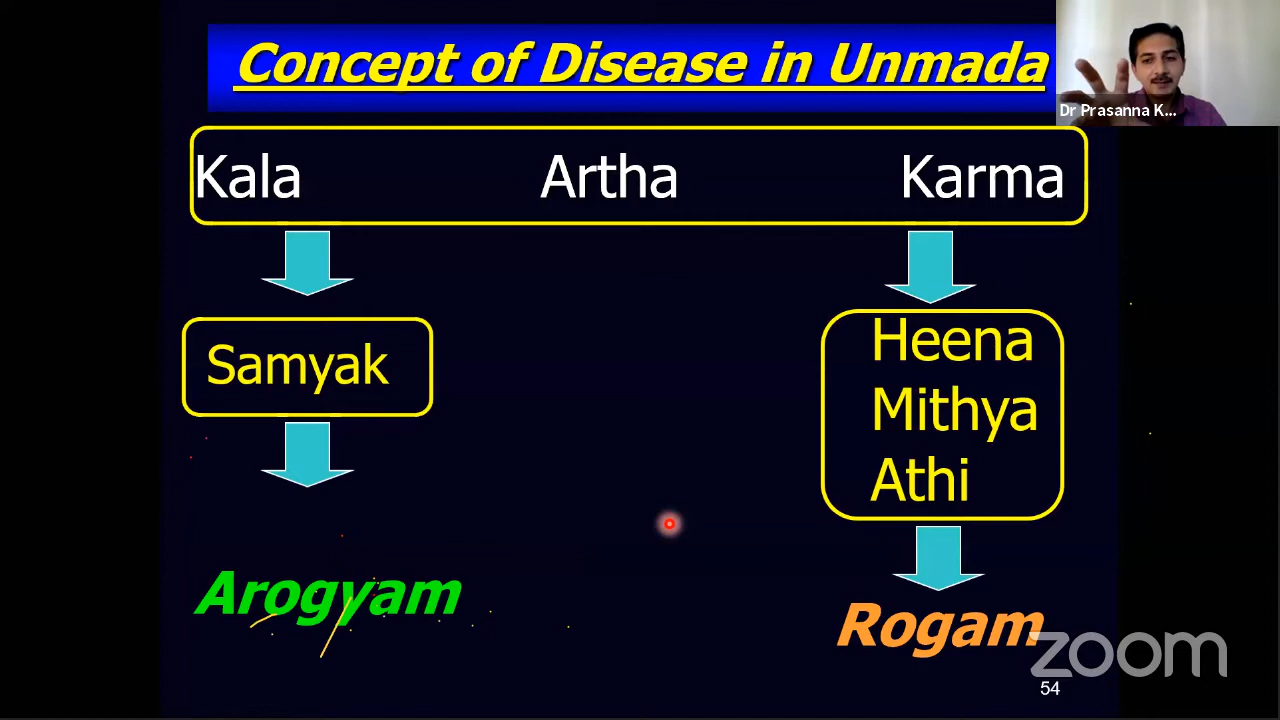 Concept of Disease in Unmada
Dr Prasanna K...
Kala Artha Karma
Samyak
Heena
Mithya
Athi
Arogyam
Rogam
zoom
54